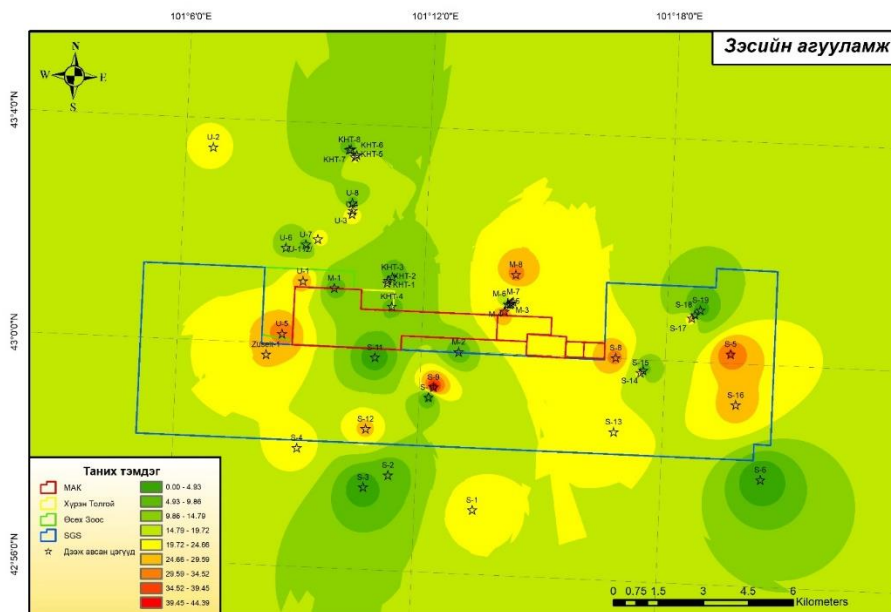 101°6'0"E
101°12'0"E
101°18'0"E
Зэсийн агууламж
N
W
E
S
43°4'0"N
43°0'0"N
42°56'0"N
U-2
KHT-8
KHT-6
KHT-7
KHT-5
U-8
U-3
U-6
U-7
U-1
M-1
KHT-3
KHT-2
KHT-1
KHT-4
M-8
M-7
M-6
M-3
S-19
S-18
S-17
U-5
Zuseh-1
S-11
M-2
S-8
S-15
S-14
S-5
S-9
S-16
S-12
S-13
S-4
S-3
S-2
S-1
S-6
Таних тэмдэг
МАК
Хүрэн Толгой
Өсөх Зоос
SGS
Дээж авсан цэгүүд
0.00 - 4.93
4.93 - 9.86
9.86 - 14.79
14.79 - 19.72
19.72 - 24.66
24.66 - 29.59
29.59 - 34.52
34.52 - 39.45
39.45 - 44.39
0 0.75 1.5 3 4.5 6
Kilometers